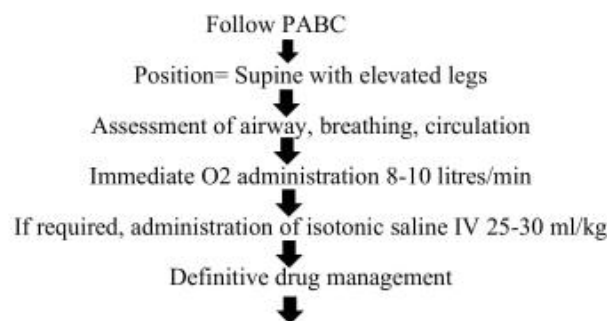 Follow PABC
Position= Supine with elevated legs
Assessment of airway, breathing, circulation
Immediate O2 administration 8-10 litres/min
If required, administration of isotonic saline IV 25-30 ml/kg
Definitive drug management